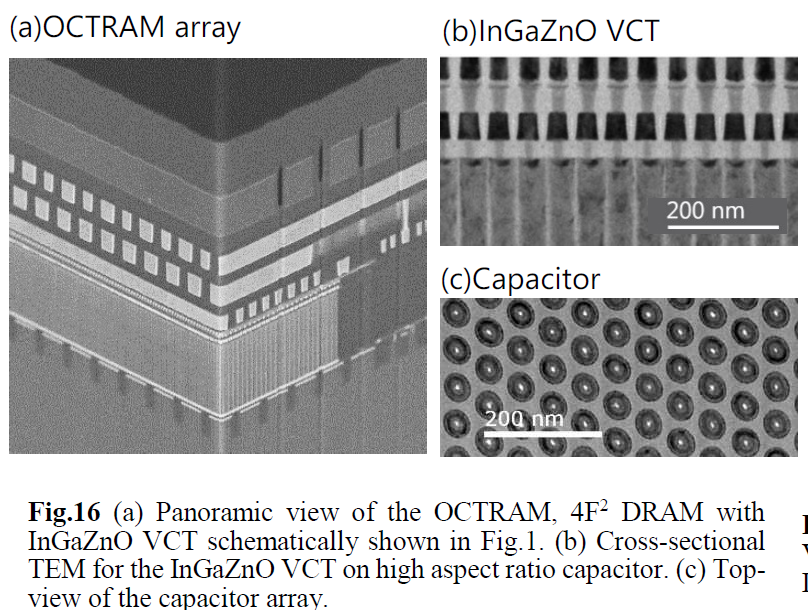 (a)OCTRAM array
(b)InGaZnO VCT
200 nm
(c)Capacitor
200 nm
Fig.16 (a) Panoramic view of the OCTRAM, 4F² DRAM with
InGaZnO VCT schematically shown in Fig.1. (b) Cross-sectional
TEM for the InGaZnO VCT on high aspect ratio capacitor. (c) Top-
view of the capacitor array.